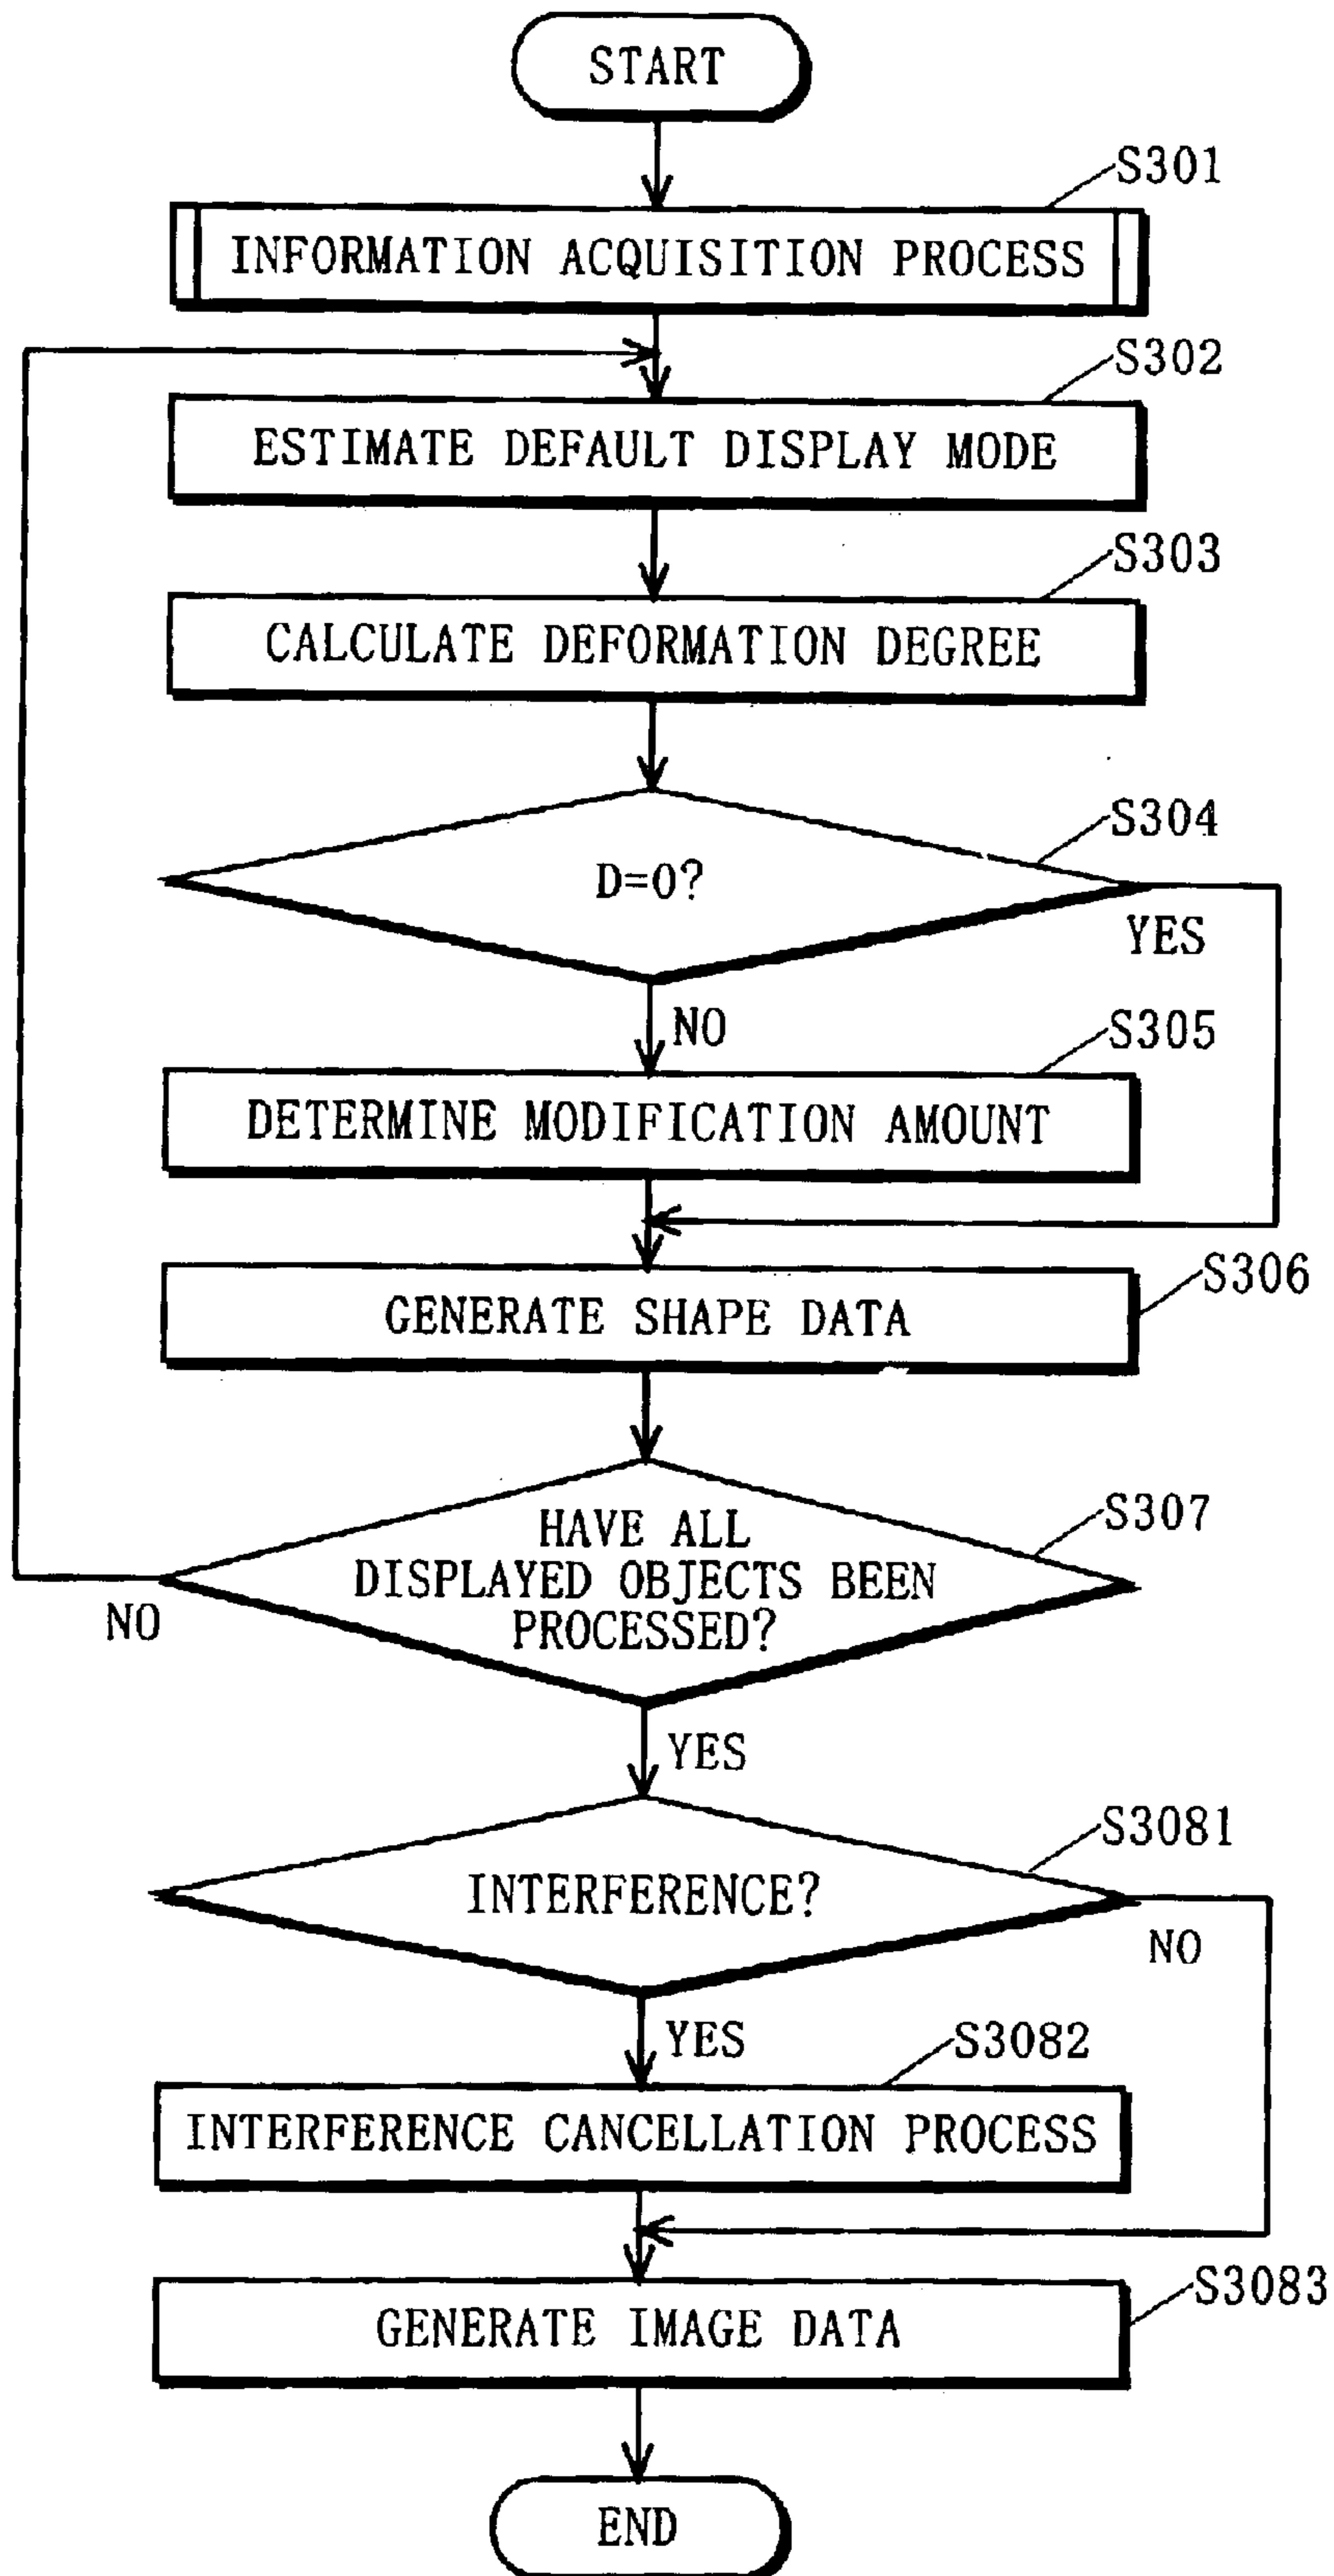 START
S301
INFORMATION ACQUISITION PROCESS
S302
ESTIMATE DEFAULT DISPLAY MODE
S303
CALCULATE DEFORMATION DEGREE
S304
D=0?
YES
NO
S305
DETERMINE MODIFICATION AMOUNT
S306
GENERATE SHAPE DATA
S307
HAVE ALL
DISPLAYED OBJECTS BEEN
PROCESSED?
NO
YES
S3081
INTERFERENCE?
NO
YES
S3082
INTERFERENCE CANCELLATION PROCESS
S3083
GENERATE IMAGE DATA
END